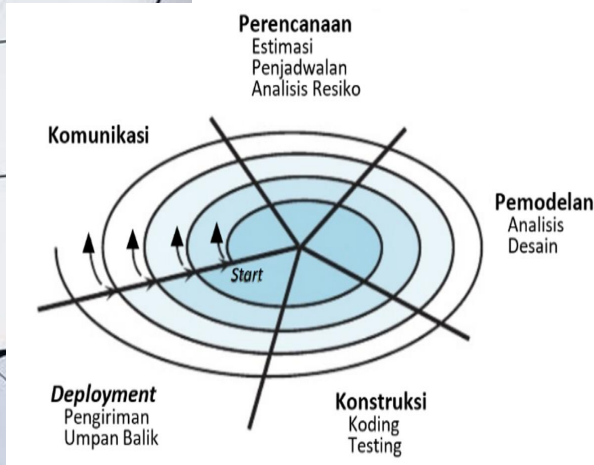 Perencanaan
Estimasi
Penjadwalan
Analisis Resiko
Komunikasi
Pemodelan
Analisis
Desain
Start
Deployment
Pengiriman
Umpan Balik
Konstruksi
Koding
Testing